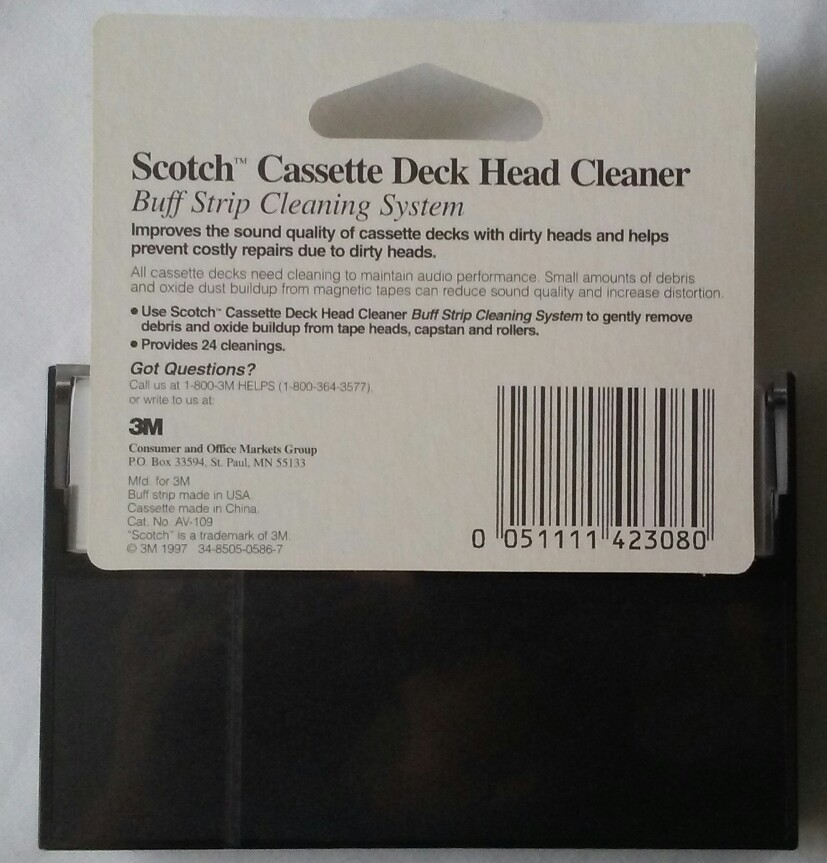 Scotch™ Cassette Deck Head Cleaner
Buff Strip Cleaning System
Improves the sound quality of cassette decks with dirty heads and helps
prevent costly repairs due to dirty heads.
All cassette decks need cleaning to maintain audio performance. Small amounts of debris
and oxide dust buildup from magnetic tapes can reduce sound quality and increase distortion.
• Use Scotch™ Cassette Deck Head Cleaner Buff Strip Cleaning System to gently remove
debris and oxide buildup from tape heads, capstan and rollers.
• Provides 24 cleanings.
Got Questions?
Call us at 1-800-3M HELPS (1-800-364-3577),
or write to us at:
3M
Consumer and Office Markets Group
P.O. Box 33594, St. Paul, MN 55133
Mfd. for 3M
Buff strip made in USA.
Cassette made in China.
Cat. No. AV-109
"Scotch" is a trademark of 3M.
© 3M 1997 34-8505-0586-7
0 051111 423080